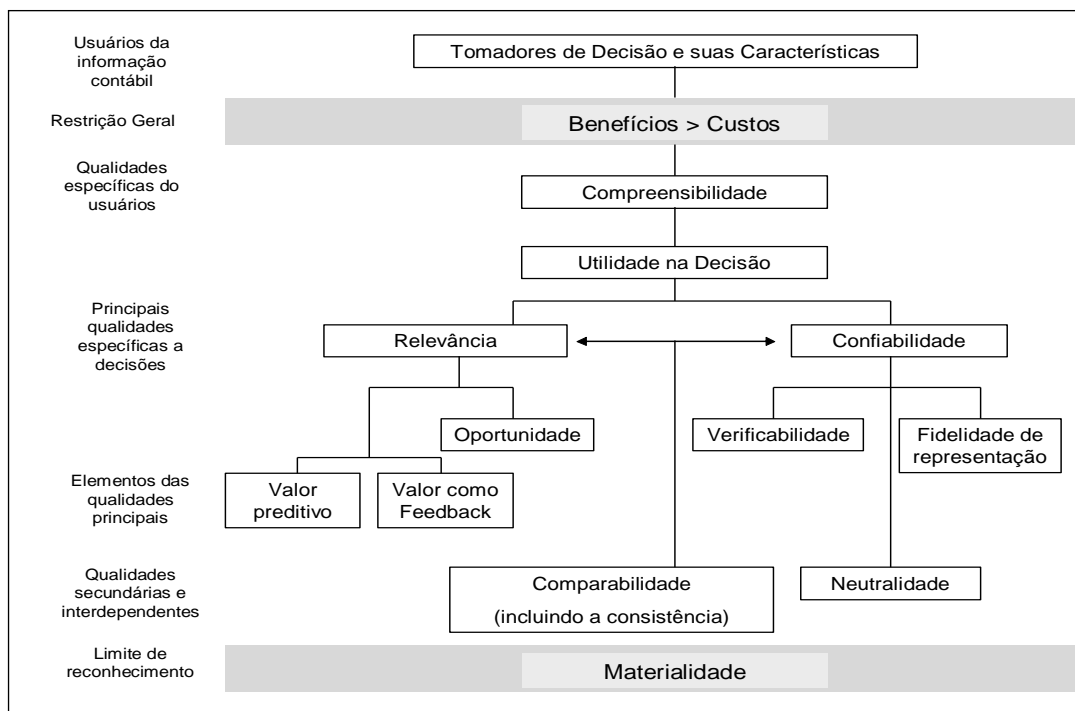 Usuários da
informação
contábil
Tomadores de Decisão e suas Características
Restrição Geral
Benefícios > Custos
Qualidades
específicas do
usuários
Compreensibilidade
Utilidade na Decisão
Principais
qualidades
específicas a
decisões
Relevância
Confiabilidade
Oportunidade
Verificabilidade
Fidelidade de
representação
Elementos das
qualidades
principais
Valor
preditivo
Valor como
Feedback
Qualidades
secundárias e
interdependentes
Comparabilidade
(incluindo a consistência)
Neutralidade
Limite de
reconhecimento
Materialidade